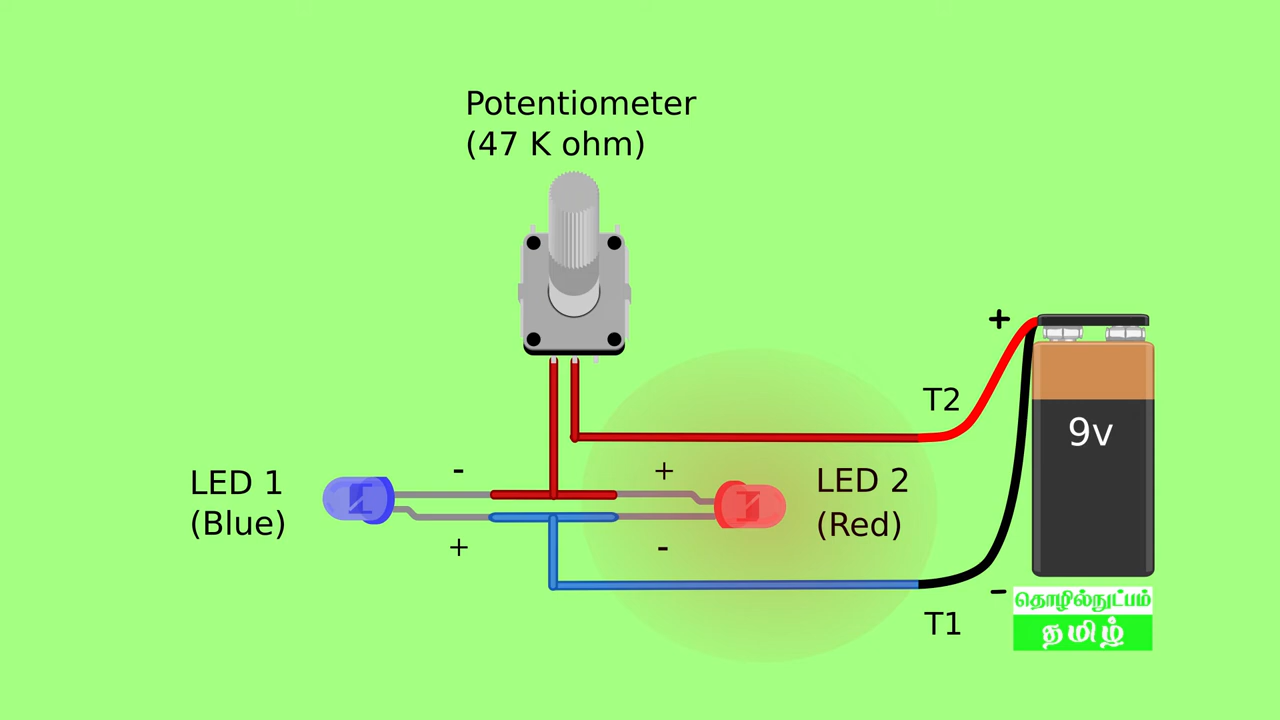 Potentiometer
(47 K ohm)
+
T2
9v
LED 1
(Blue)
-
+
+
-
LED 2
(Red)
-
T1
தொழில்நுட்பம்
தமிழ்